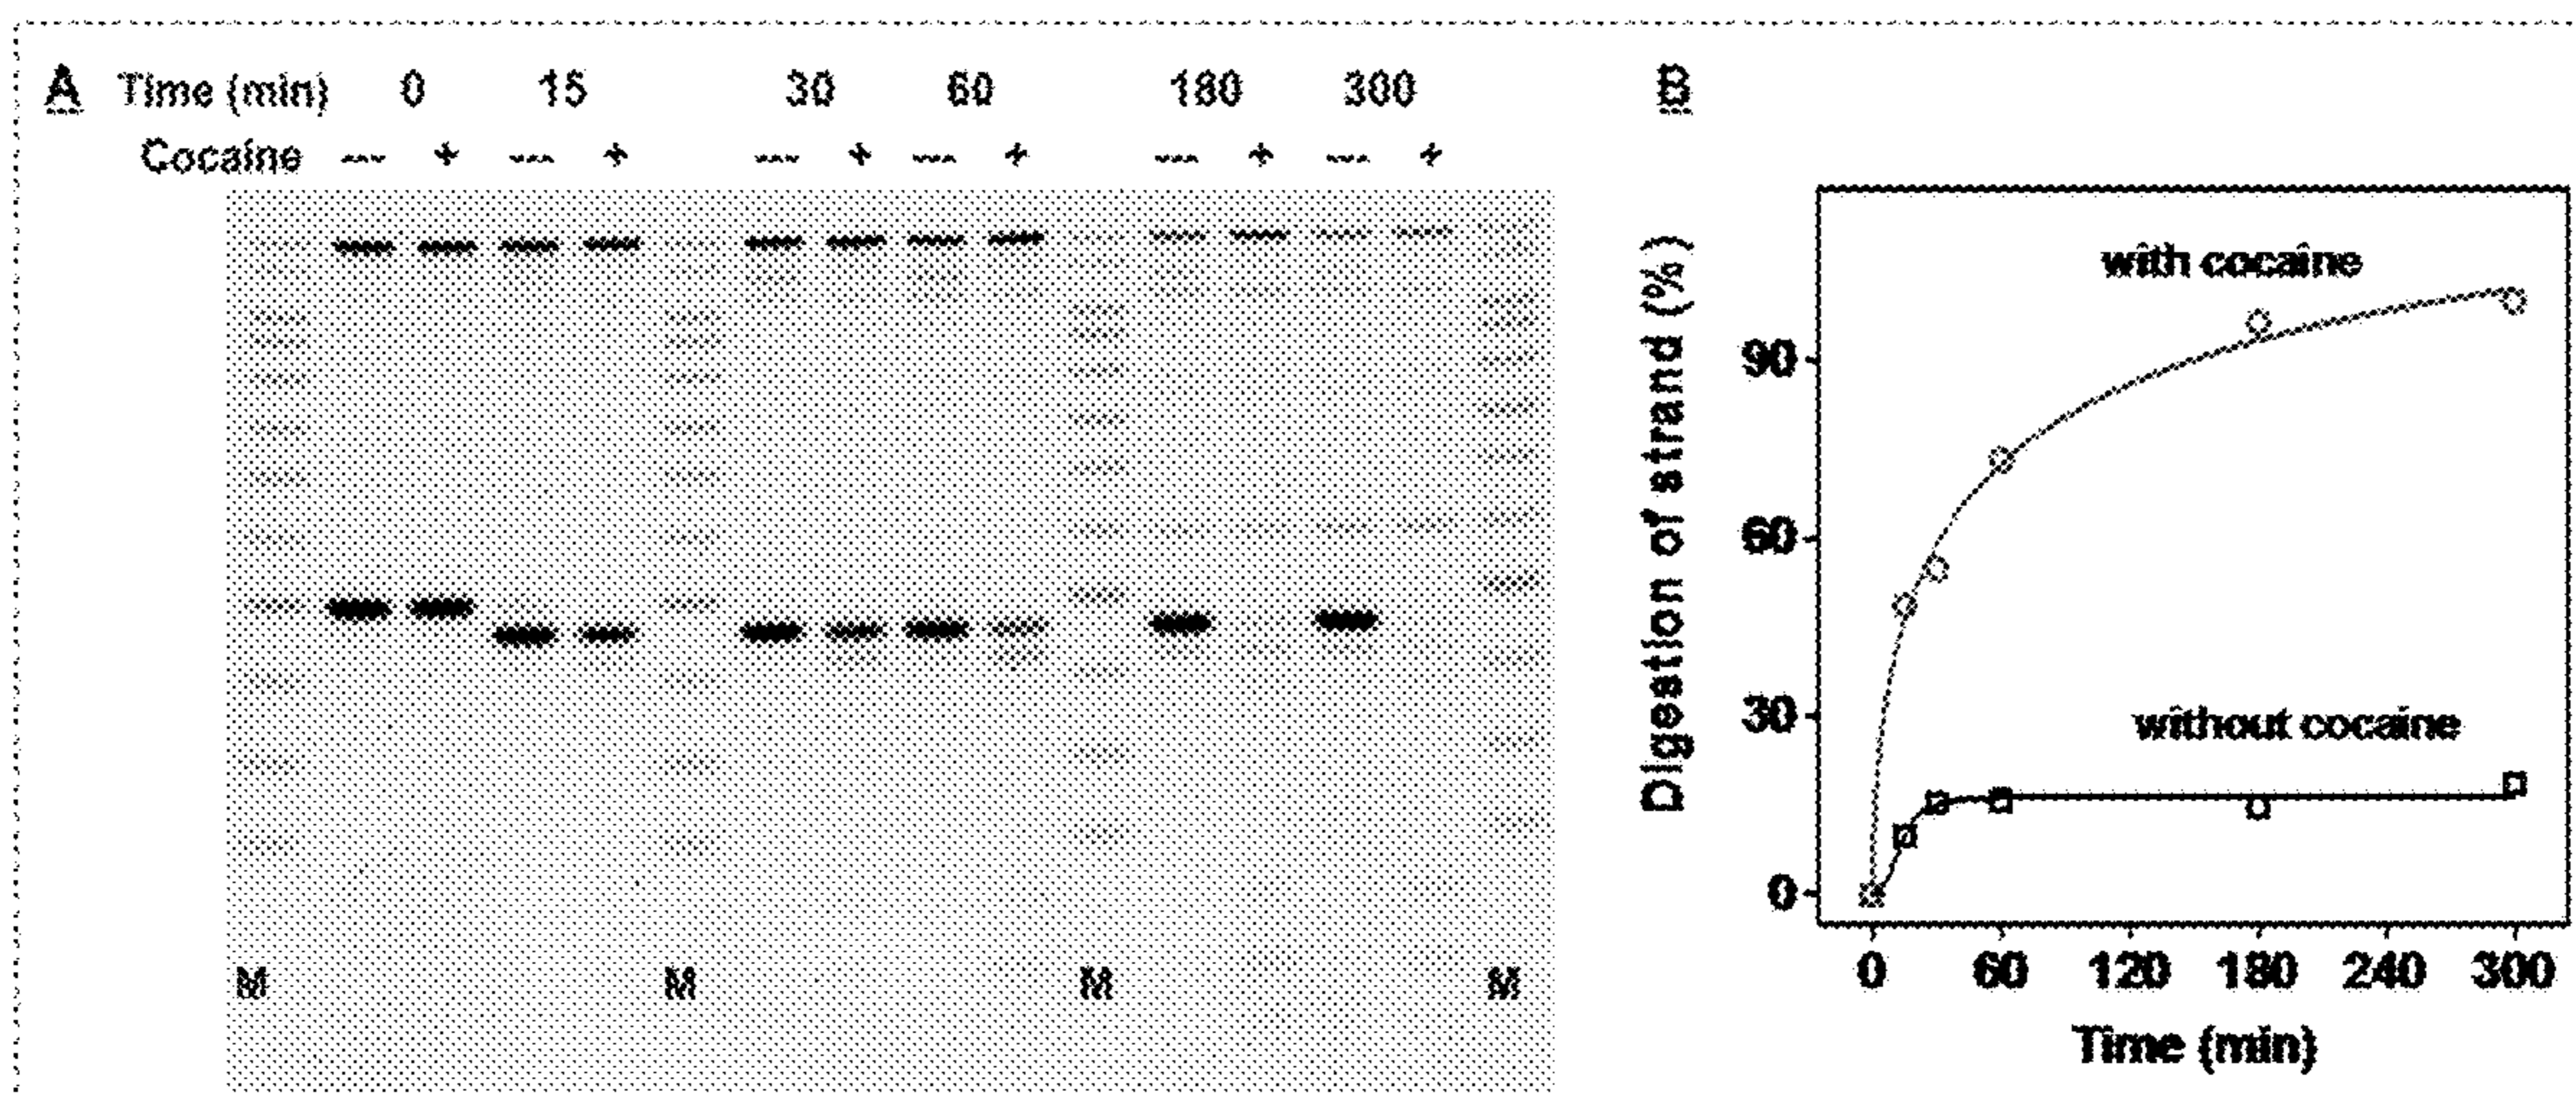 A Time (min) 0 15 30 60 180 300
Cocaine — + — + — + — + — + — +
M M M M
B
with cocaine
without cocaine
Digestion of strand (%)
90
60
30
0
0 60 120 180 240 300
Time (min)